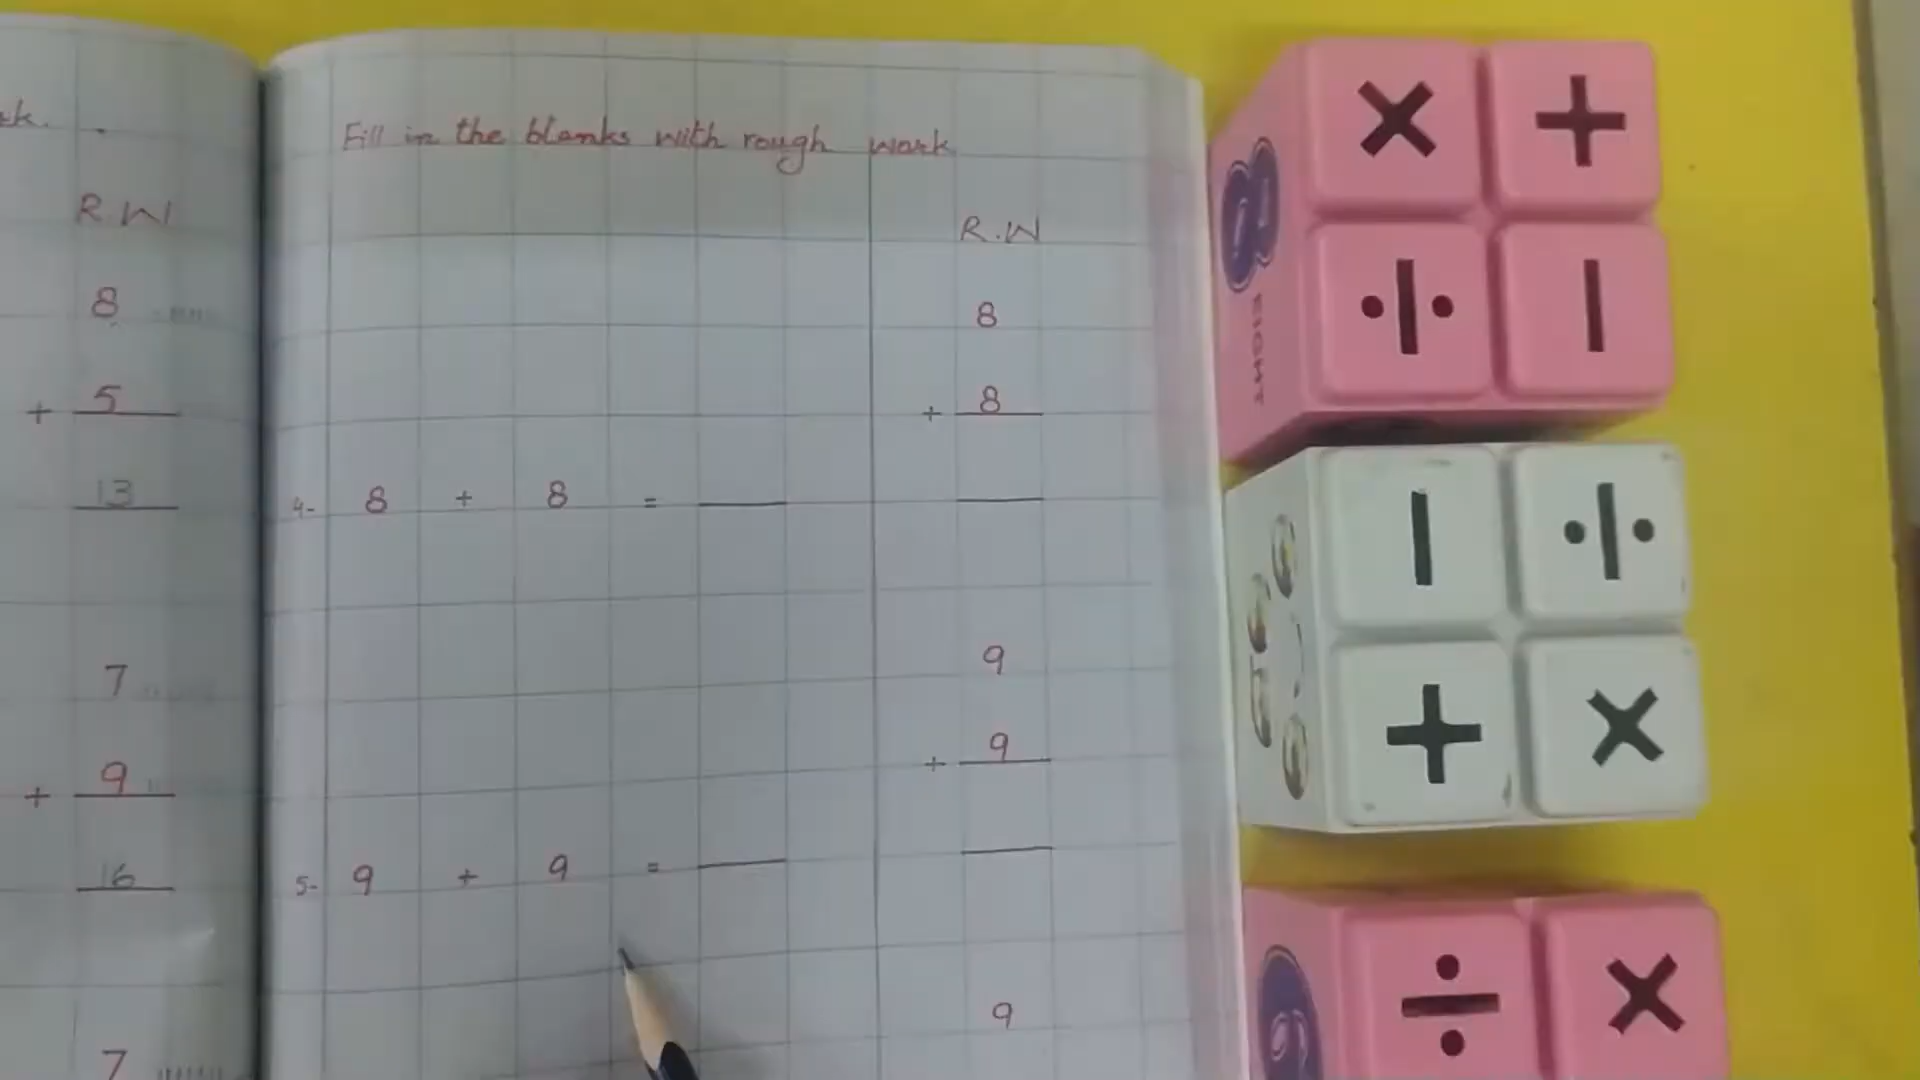 R.W
8
+ 5
13
7
+ 9
16
7
Fill in the blanks with rough work
R.W
8
+ 8
4- 8 + 8 =
9
+ 9
5- 9 + 9 =
9
× +
÷ −
EIGHT
− ÷
+ ×
÷ ×